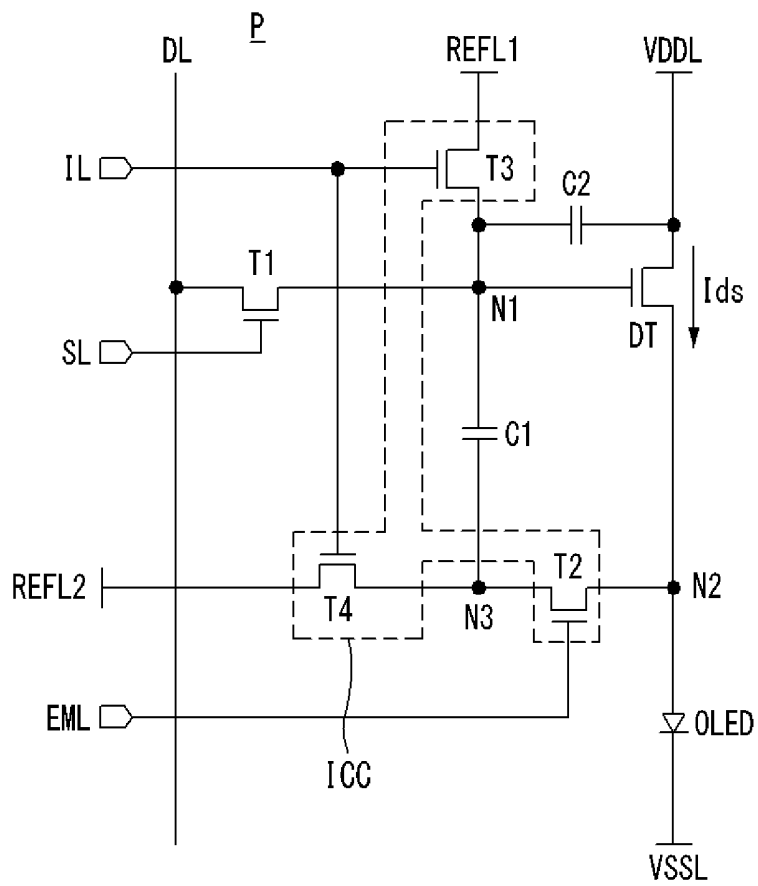 P
DL
REFL1
VDDL
IL
T3
C2
T1
N1
Ids
DT
SL
C1
T2
REFL2
T4
N3
N2
EML
OLED
ICC
VSSL